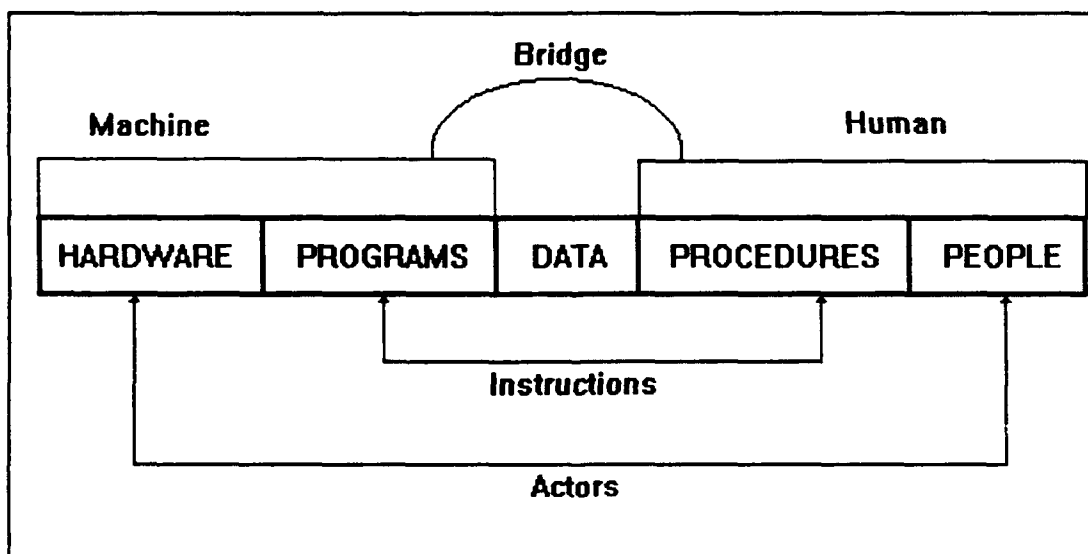 Bridge
Machine
Human
HARDWARE PROGRAMS DATA PROCEDURES PEOPLE
Instructions
Actors